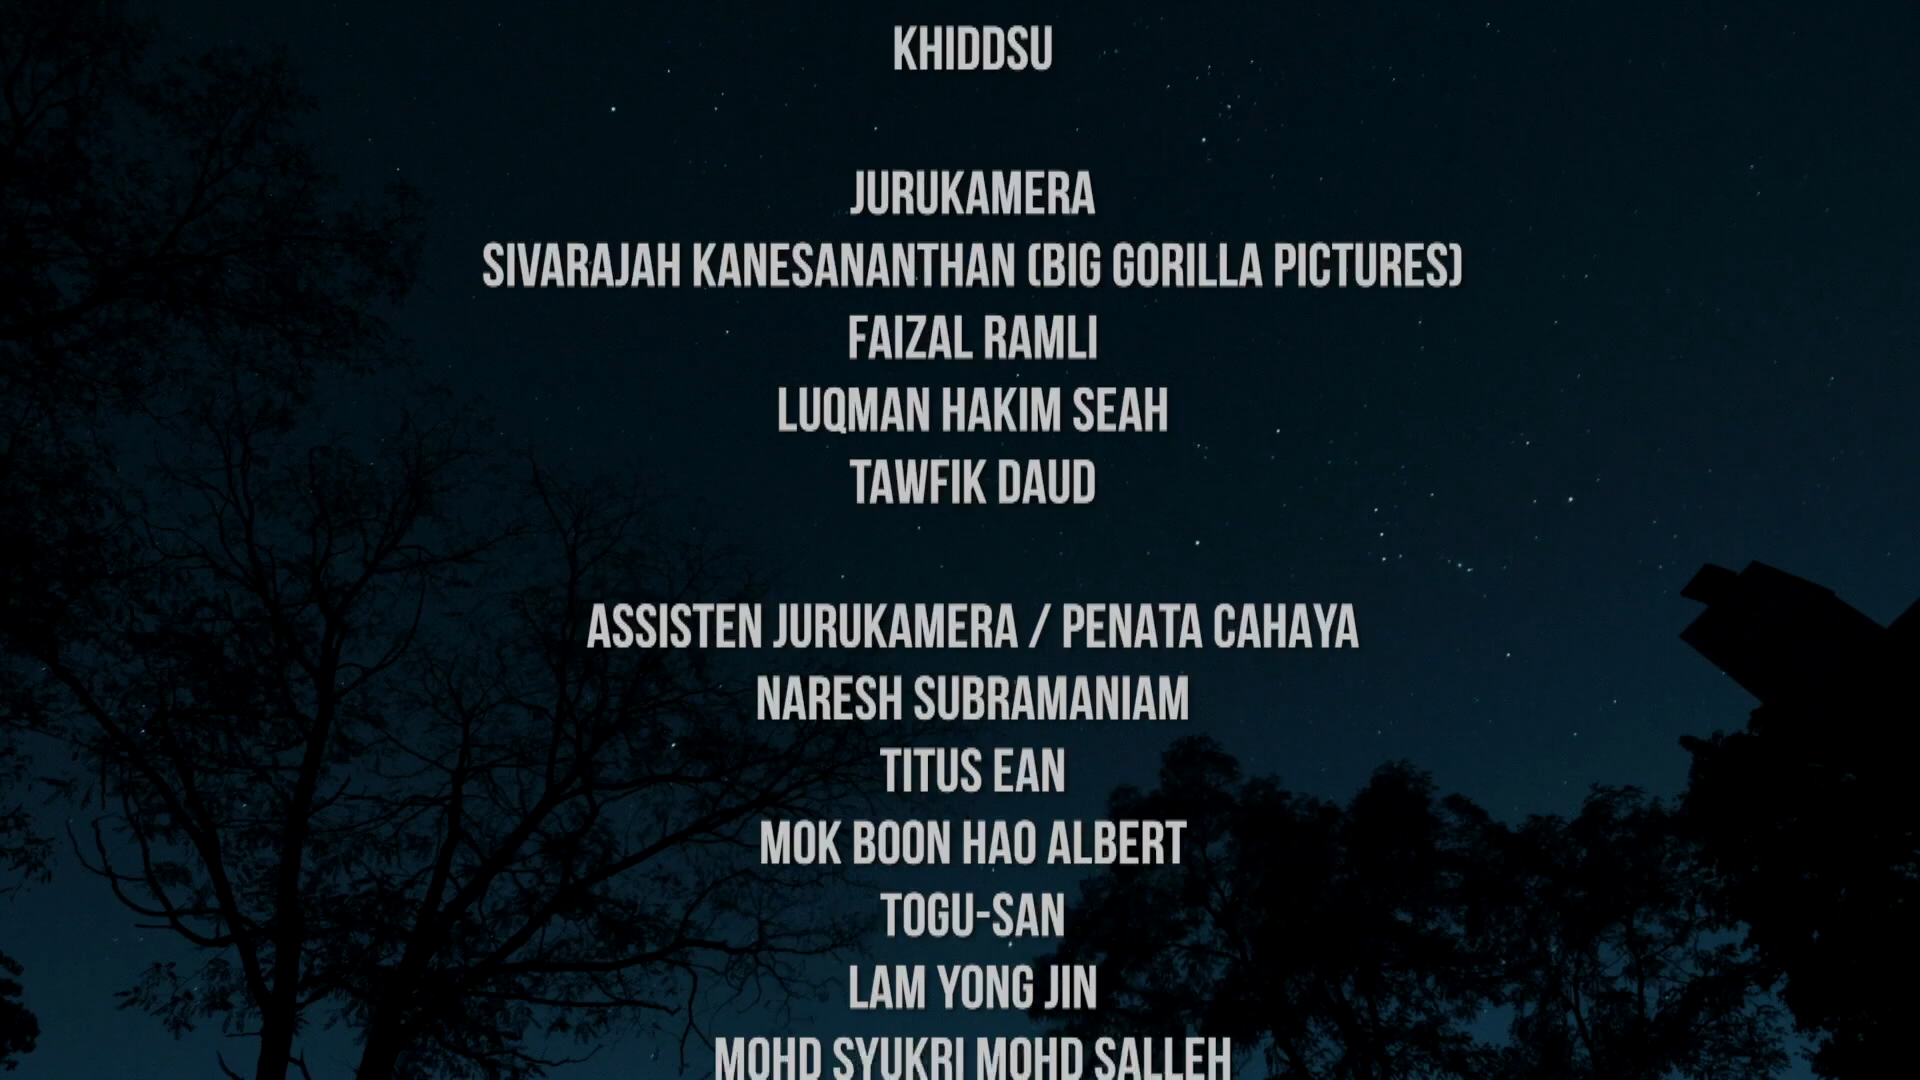 KHIDDSU
JURUKAMERA
SIVARAJAH KANESANANTHAN (BIG GORILLA PICTURES)
FAIZAL RAMLI
LUQMAN HAKIM SEAH
TAWFIK DAUD
ASSISTEN JURUKAMERA / PENATA CAHAYA
NARESH SUBRAMANIAM
TITUS EAN
MOK BOON HAO ALBERT
TOGU-SAN
LAM YONG JIN
MOHD SYUKRI MOHD SALLEH